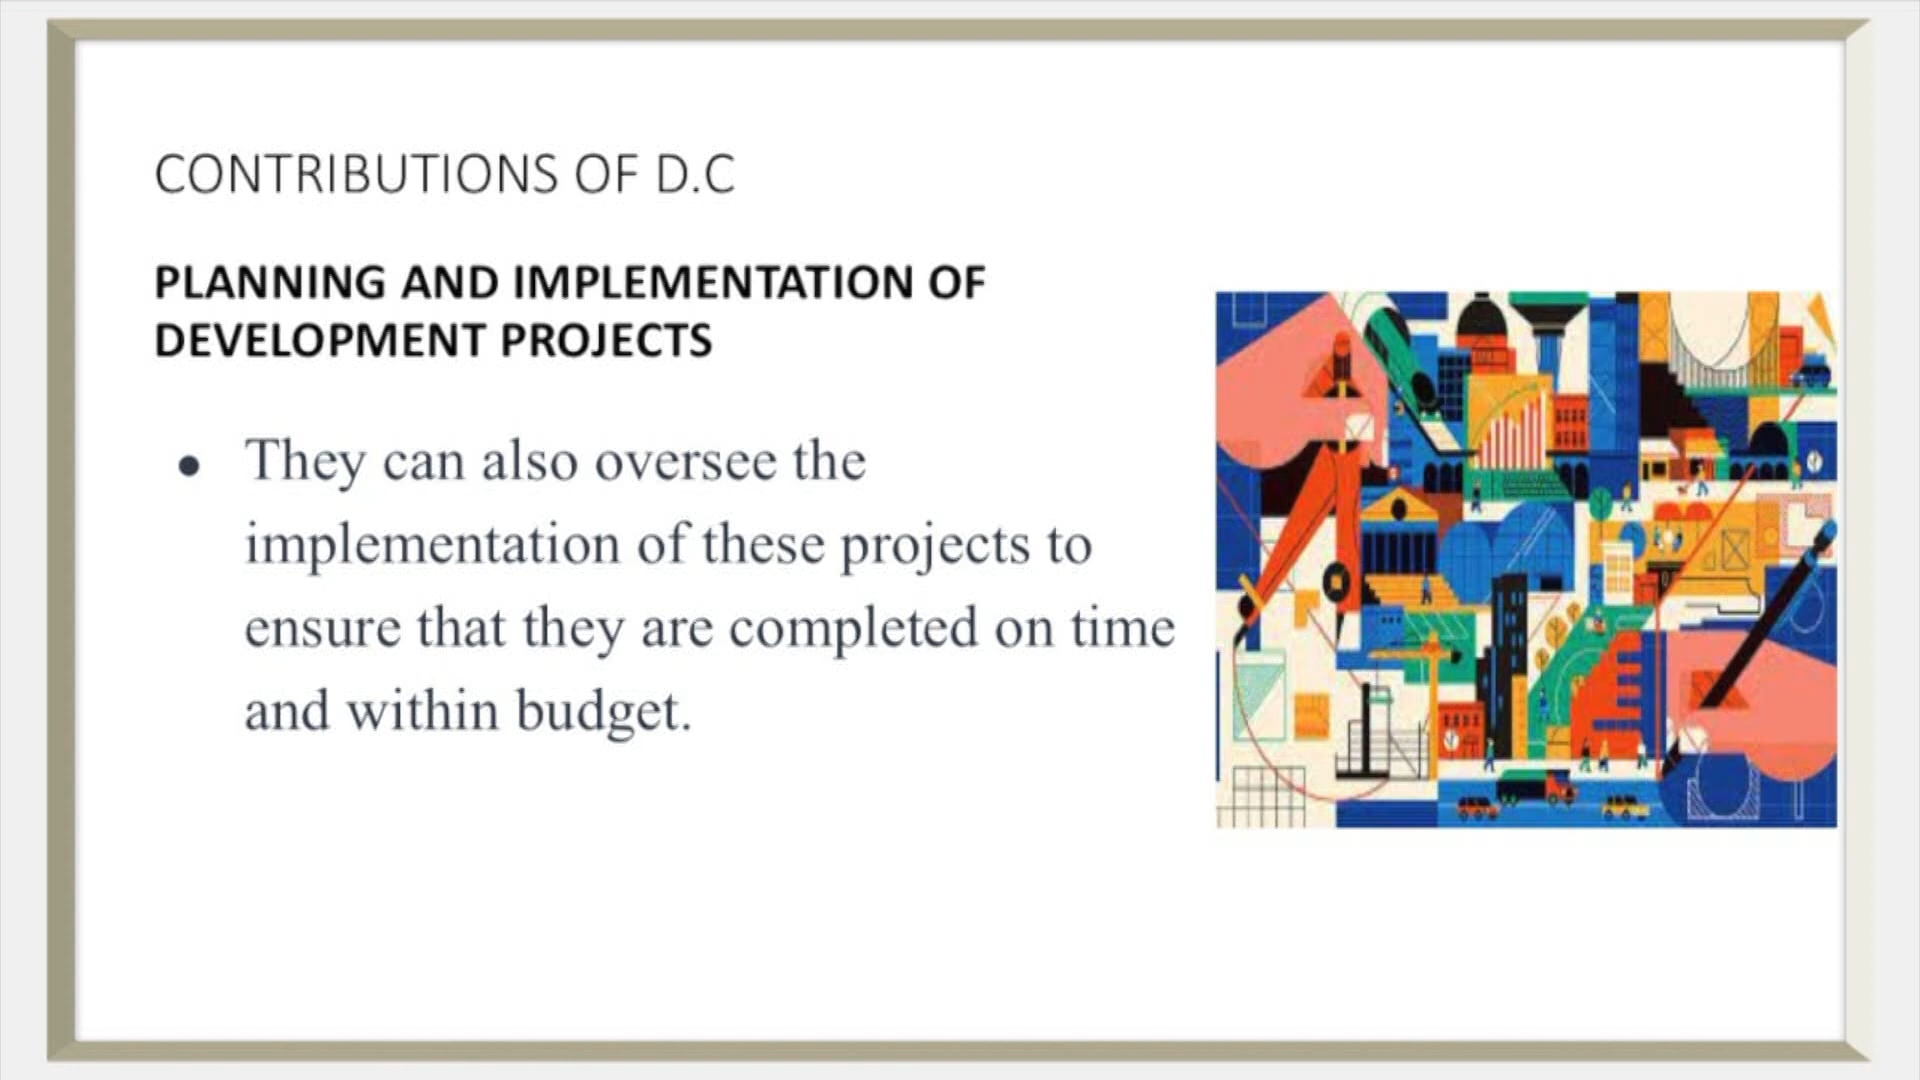 CONTRIBUTIONS OF D.C
PLANNING AND IMPLEMENTATION OF
DEVELOPMENT PROJECTS
● They can also oversee the
implementation of these projects to
ensure that they are completed on time
and within budget.